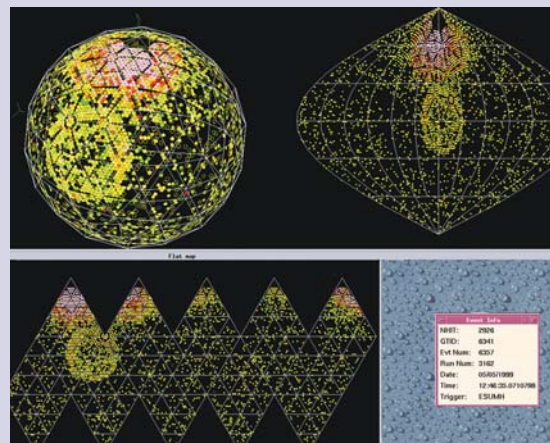 Flat map
Event Info
NHIT: 2926
GTID: 6341
Evt Num: 6357
Run Num: 3162
Date: 05/05/1999
Time: 12:46:35.0710788
Trigger: ESUMH